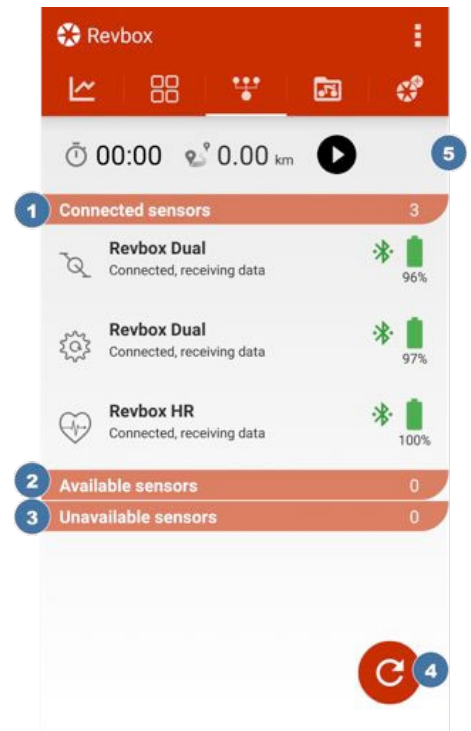 Revbox
00:00 0.00 km
5
1 Connected sensors 3
Revbox Dual
Connected, receiving data
96%
Revbox Dual
Connected, receiving data
97%
Revbox HR
Connected, receiving data
100%
2 Available sensors 0
3 Unavailable sensors 0
4